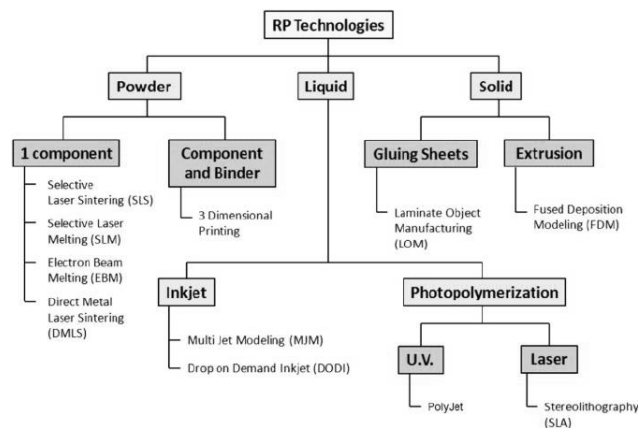 RP Technologies
Powder
Liquid
Solid
1 component
Component
and Binder
Gluing Sheets
Extrusion
Selective
Laser Sintering (SLS)
Selective Laser
Melting (SLM)
Electron Beam
Melting (EBM)
Direct Metal
Laser Sintering
(DMLS)
3 Dimensional
Printing
Laminate Object
Manufacturing
(LOM)
Fused Deposition
Modeling (FDM)
Inkjet
Multi Jet Modeling (MJM)
Drop on Demand Inkjet (DODI)
Photopolymerization
U.V.
Laser
PolyJet
Stereolithography
(SLA)